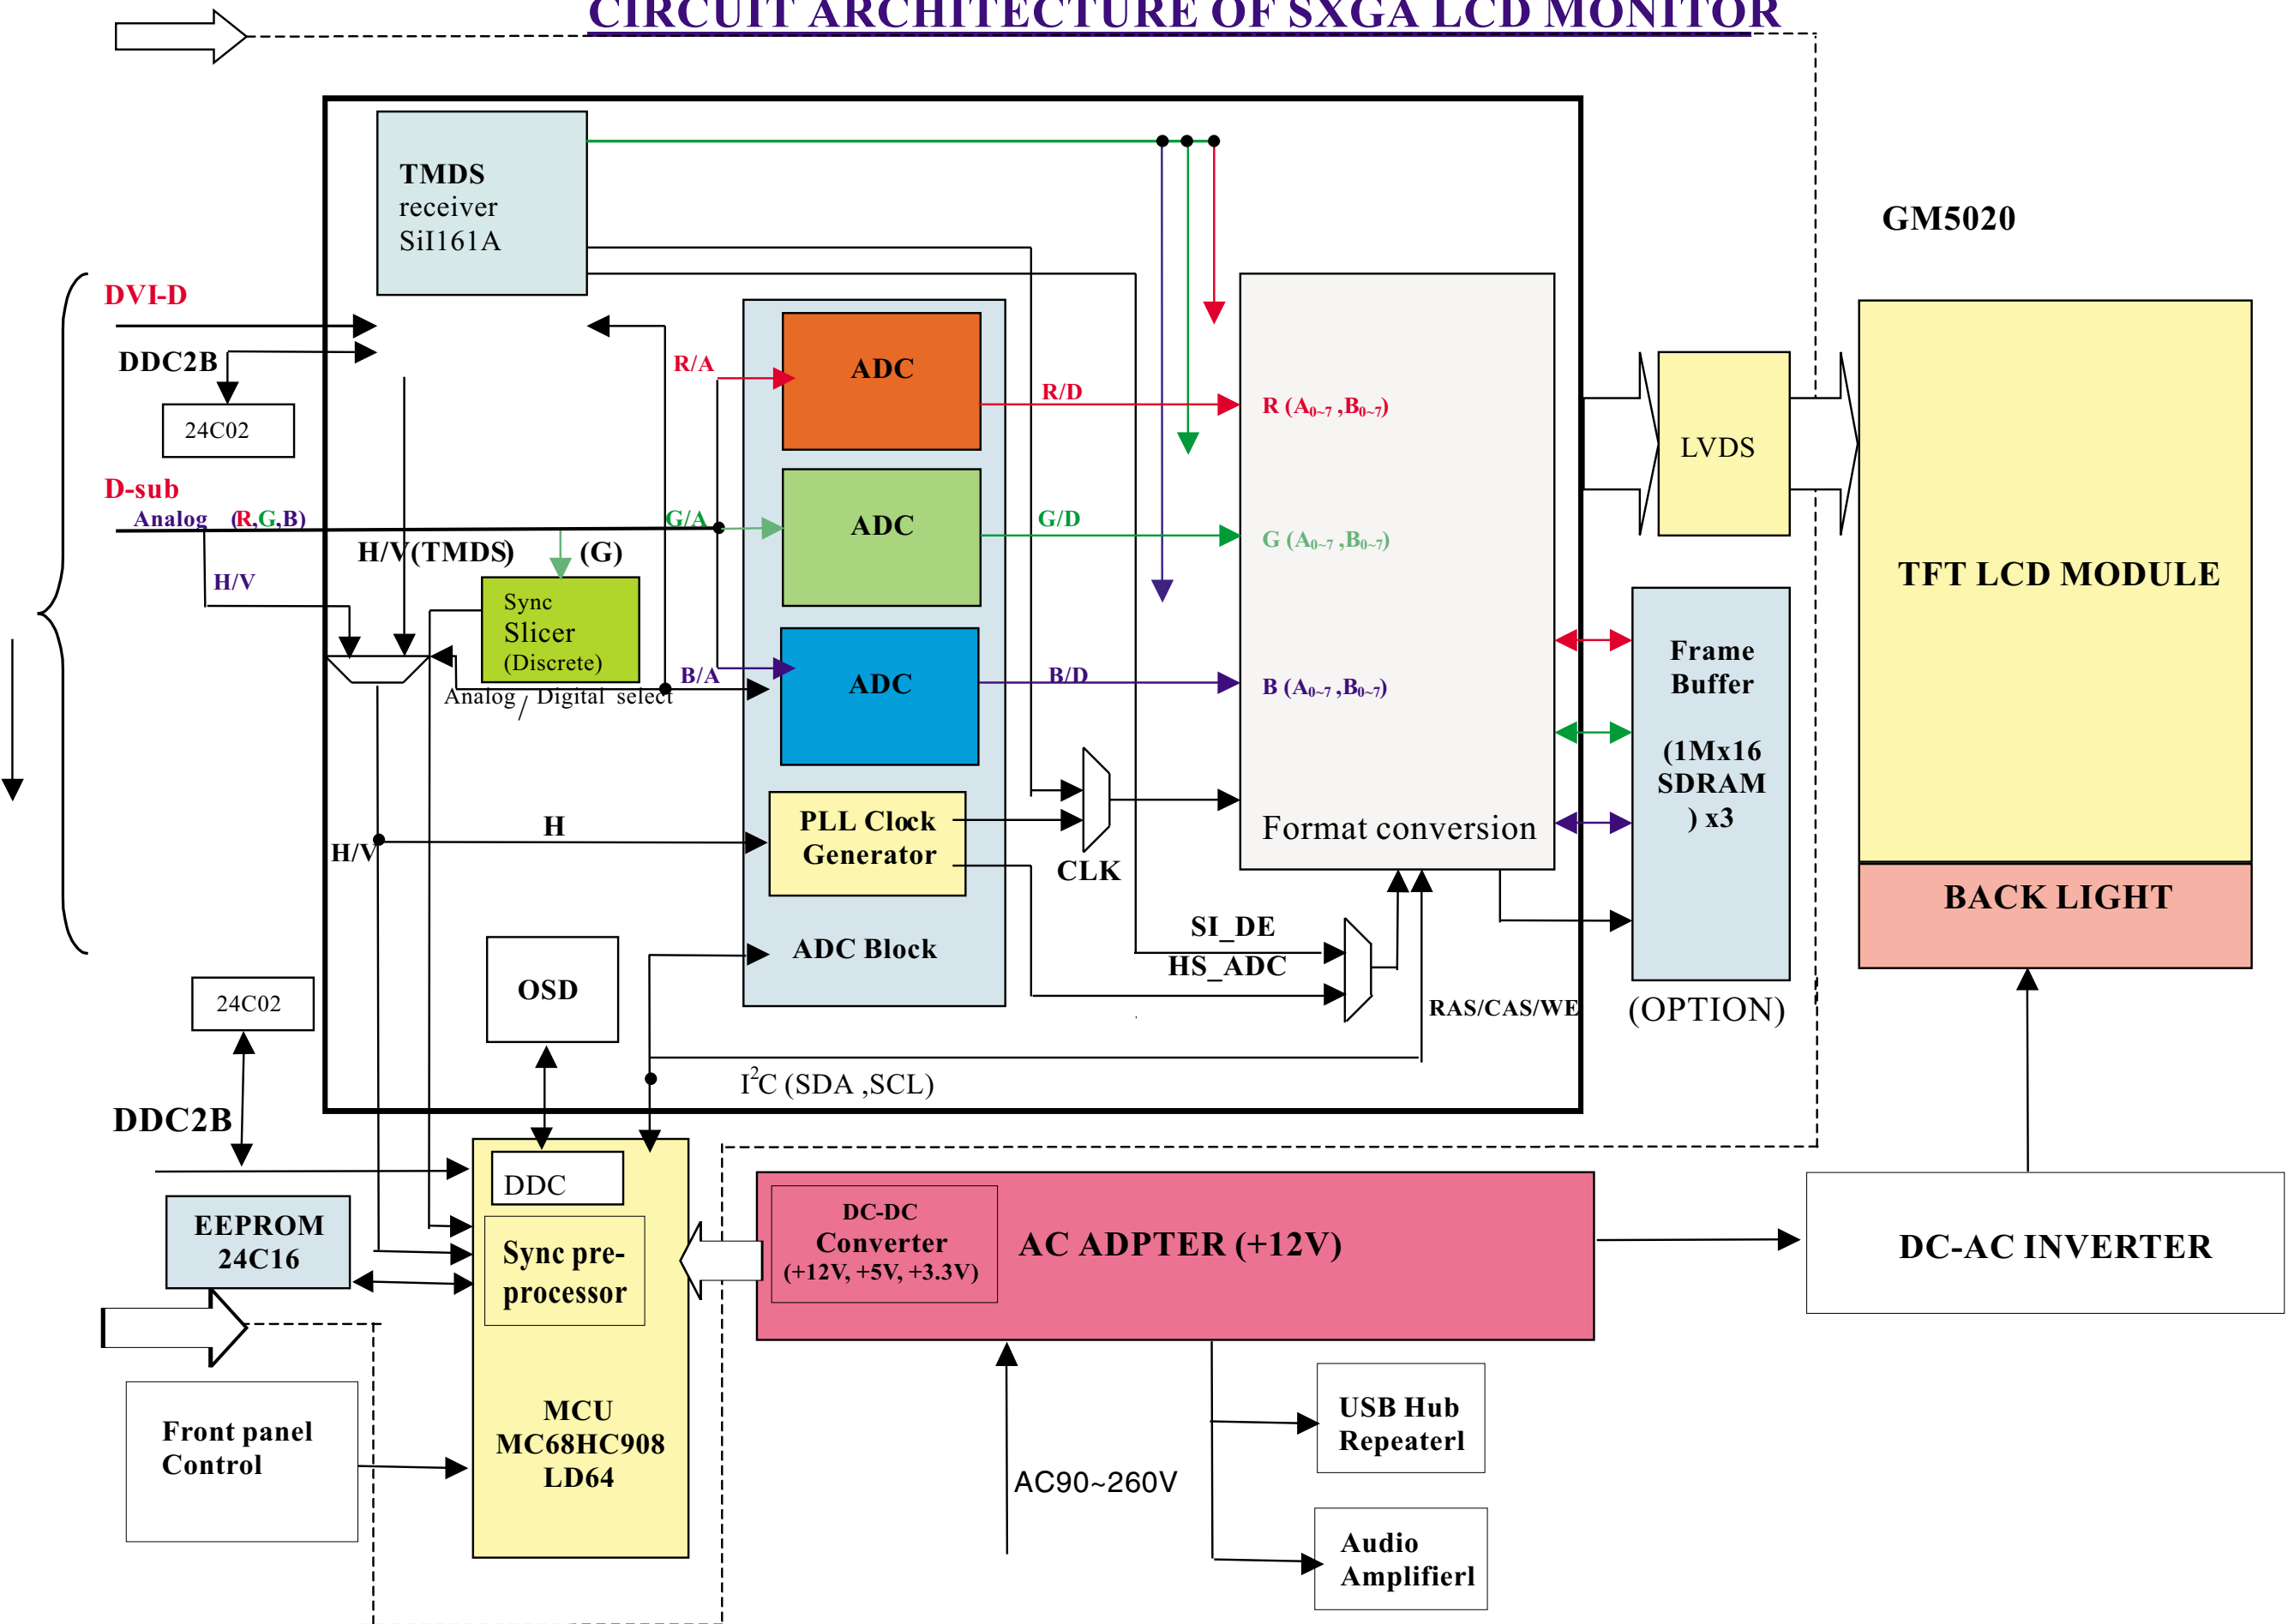 CIRCUIT ARCHITECTURE OF SXGA LCD MONITOR
GM5020
TMDS
receiver
SiI161A
DVI-D
DDC2B
24C02
D-sub
Analog (R,G,B)
H/V
H/V(TMDS)
(G)
Sync
Slicer
(Discrete)
Analog / Digital select
R/A
G/A
B/A
ADC
ADC
ADC
R/D
G/D
B/D
R (A0~7 ,B0~7)
G (A0~7 ,B0~7)
B (A0~7 ,B0~7)
Format conversion
LVDS
TFT LCD MODULE
BACK LIGHT
Frame
Buffer
(1Mx16
SDRAM
) x3
(OPTION)
H
H/V
PLL Clock
Generator
CLK
ADC Block
SI_DE
HS_ADC
RAS/CAS/WE
OSD
I2C (SDA ,SCL)
24C02
DDC2B
DDC
EEPROM
24C16
Sync pre-
processor
MCU
MC68HC908
LD64
Front panel
Control
DC-DC
Converter
(+12V, +5V, +3.3V)
AC ADPTER (+12V)
DC-AC INVERTER
AC90~260V
USB Hub
Repeaterl
Audio
Amplifierl